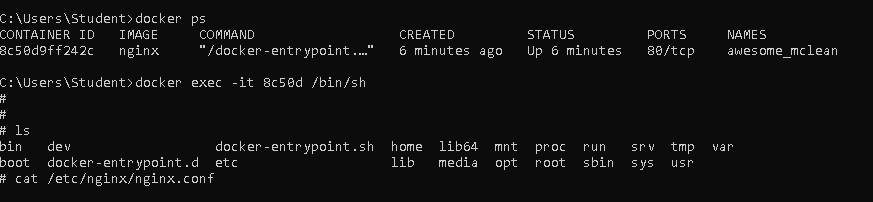 C:\Users\Student>docker ps
CONTAINER ID   IMAGE     COMMAND                  CREATED         STATUS         PORTS     NAMES
8c50d9ff242c   nginx     "/docker-entrypoint.…"   6 minutes ago   Up 6 minutes   80/tcp    awesome_mclean
C:\Users\Student>docker exec -it 8c50d /bin/sh
#
#
# ls
bin   dev                  docker-entrypoint.sh  home  lib64  mnt  proc  run   srv  tmp  var
boot  docker-entrypoint.d  etc                   lib   media  opt  root  sbin  sys  usr
# cat /etc/nginx/nginx.conf